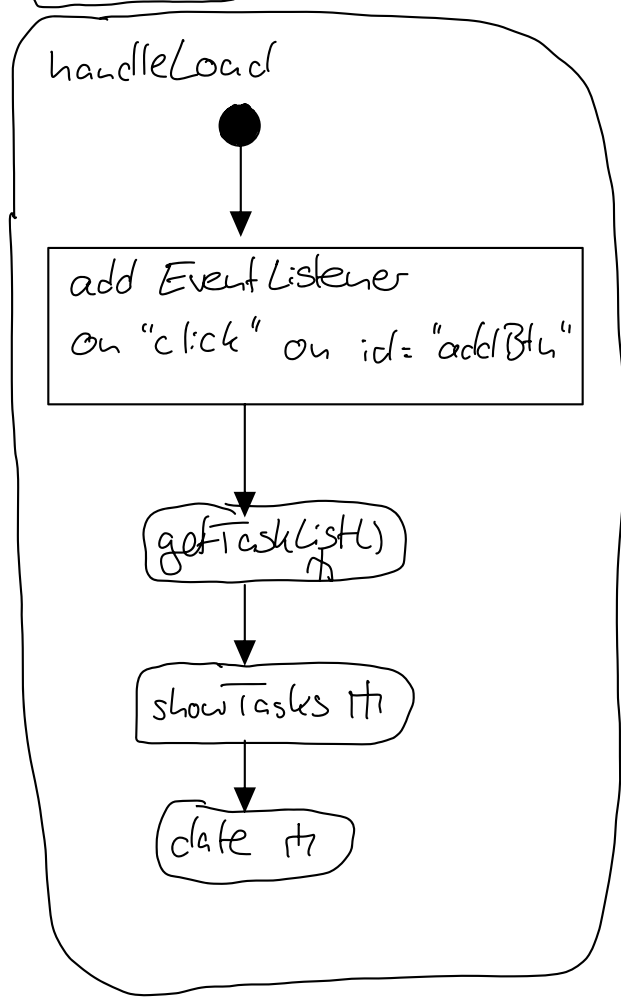 handleLoad
add EventListener
on "click" on id= "addBtn"
getTaskList()
showTasks
date